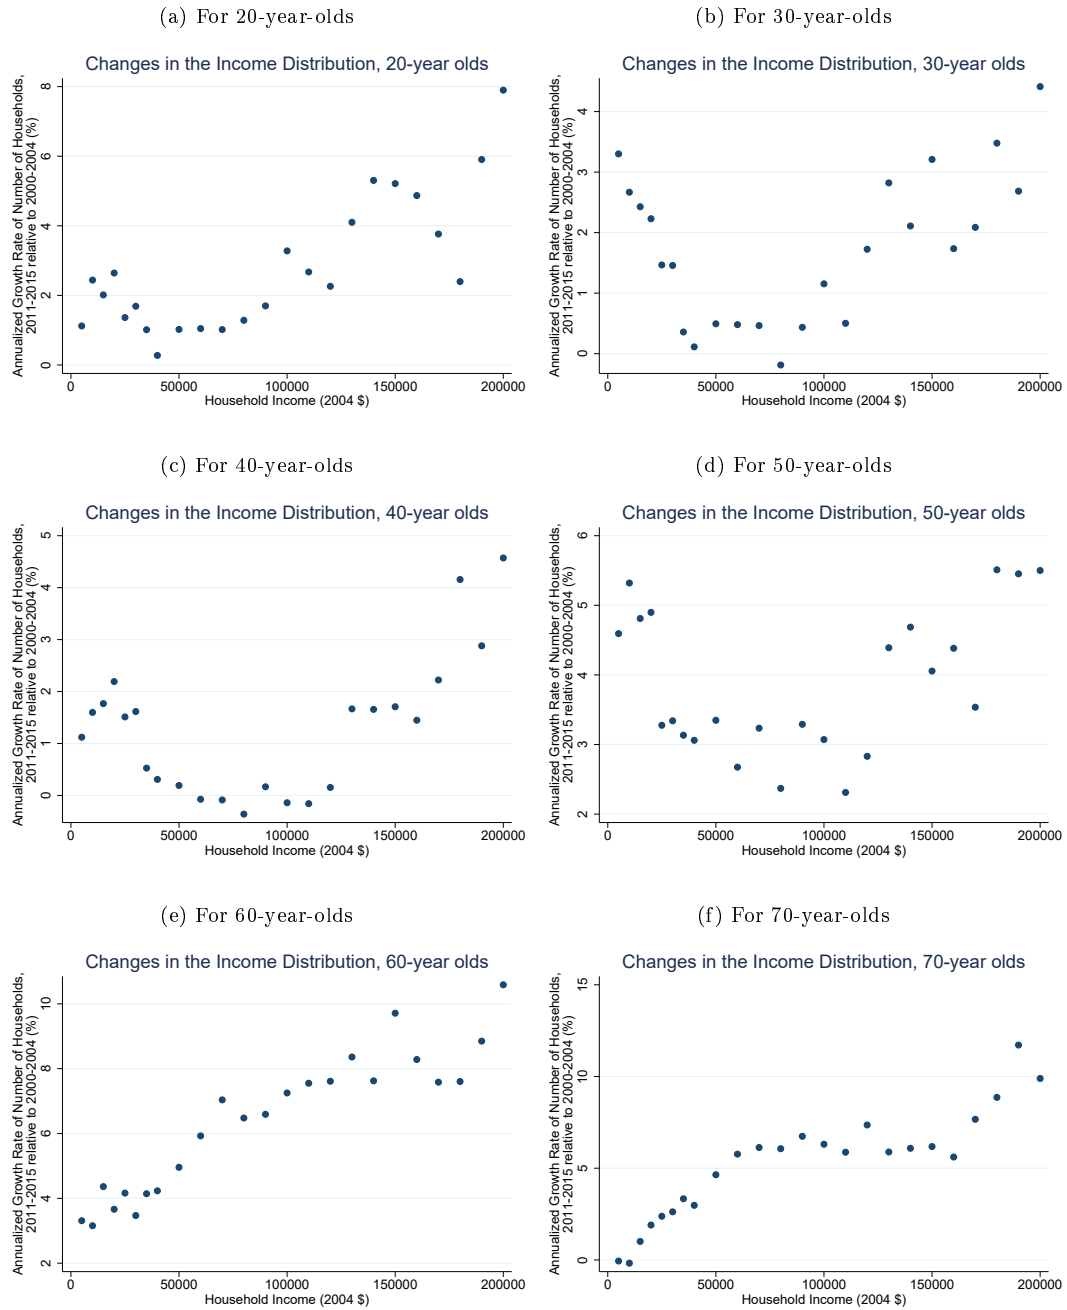 (a) For 20-year-olds
Changes in the Income Distribution, 20-year olds
Annualized Growth Rate of Number of Households,
2011-2015 relative to 2000-2004 (%)
8
6
4
2
0
0 50000 100000 150000 200000
Household Income (2004 $)
(b) For 30-year-olds
Changes in the Income Distribution, 30-year olds
Annualized Growth Rate of Number of Households,
2011-2015 relative to 2000-2004 (%)
4
3
2
1
0
0 50000 100000 150000 200000
Household Income (2004 $)
(c) For 40-year-olds
Changes in the Income Distribution, 40-year olds
Annualized Growth Rate of Number of Households,
2011-2015 relative to 2000-2004 (%)
5
4
3
2
1
0
0 50000 100000 150000 200000
Household Income (2004 $)
(d) For 50-year-olds
Changes in the Income Distribution, 50-year olds
Annualized Growth Rate of Number of Households,
2011-2015 relative to 2000-2004 (%)
6
5
4
3
2
0 50000 100000 150000 200000
Household Income (2004 $)
(e) For 60-year-olds
Changes in the Income Distribution, 60-year olds
Annualized Growth Rate of Number of Households,
2011-2015 relative to 2000-2004 (%)
10
8
6
4
2
0 50000 100000 150000 200000
Household Income (2004 $)
(f) For 70-year-olds
Changes in the Income Distribution, 70-year olds
Annualized Growth Rate of Number of Households,
2011-2015 relative to 2000-2004 (%)
15
10
5
0
0 50000 100000 150000 200000
Household Income (2004 $)